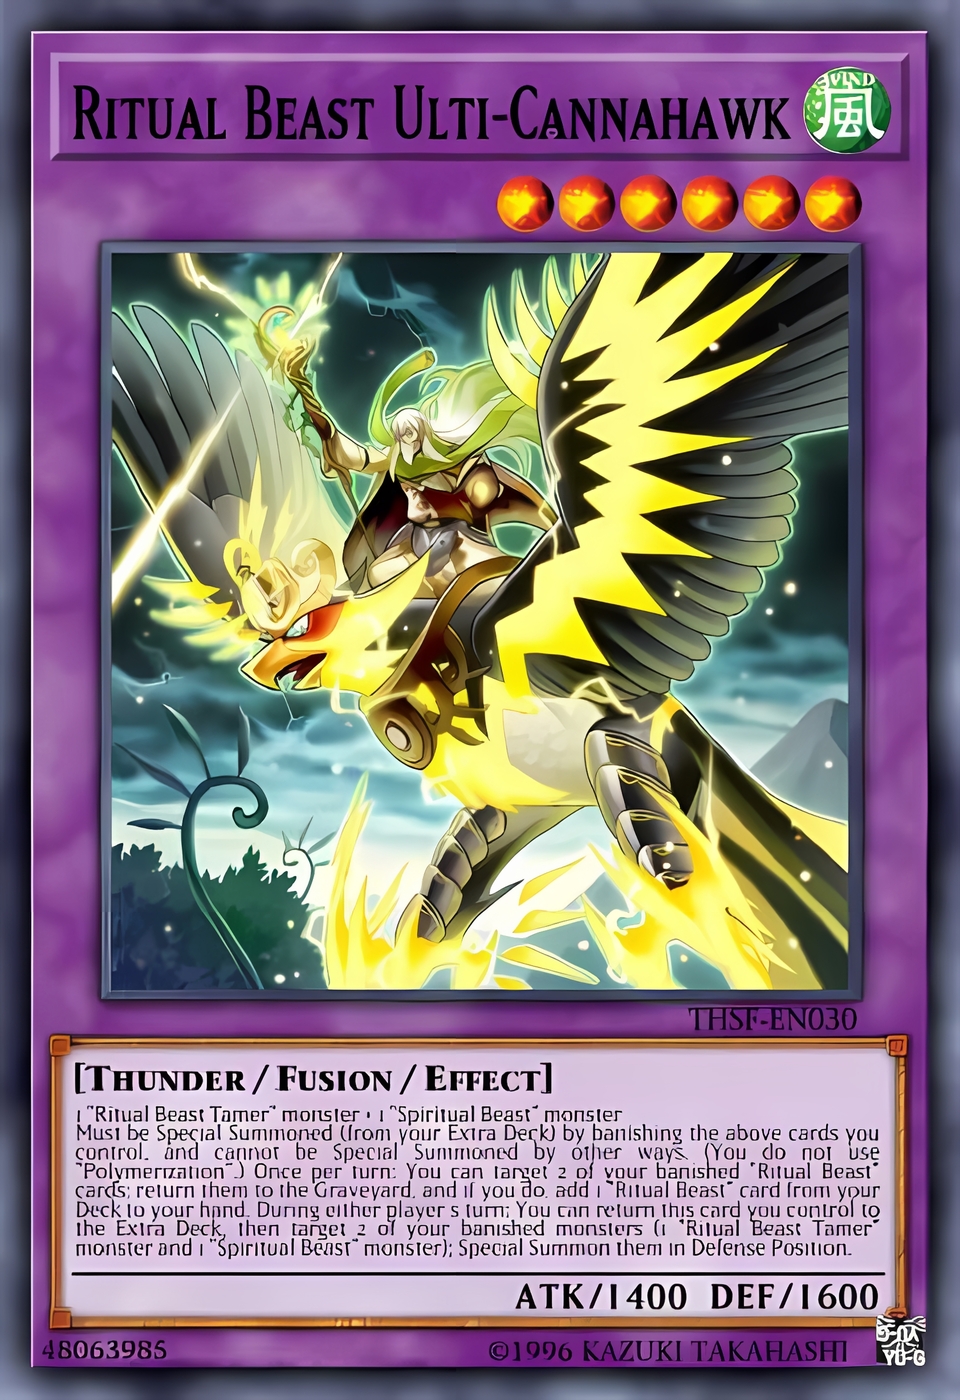 RITUAL BEAST ULTI-CANNAHAWK
WIND
風
THSF-EN030
[THUNDER / FUSION / EFFECT]
1 "Ritual Beast Tamer" monster + 1 "Spiritual Beast" monster
Must be Special Summoned (from your Extra Deck) by banishing the above cards you
control, and cannot be Special Summoned by other ways. (You do not use
"Polymerization".) Once per turn: You can target 2 of your banished "Ritual Beast"
cards; return them to the Graveyard, and if you do, add 1 "Ritual Beast" card from your
Deck to your hand. During either player's turn: You can return this card you control to
the Extra Deck, then target 2 of your banished monsters (1 "Ritual Beast Tamer"
monster and 1 "Spiritual Beast" monster); Special Summon them in Defense Position.
ATK/1400 DEF/1600
48063985
©1996 KAZUKI TAKAHASHI